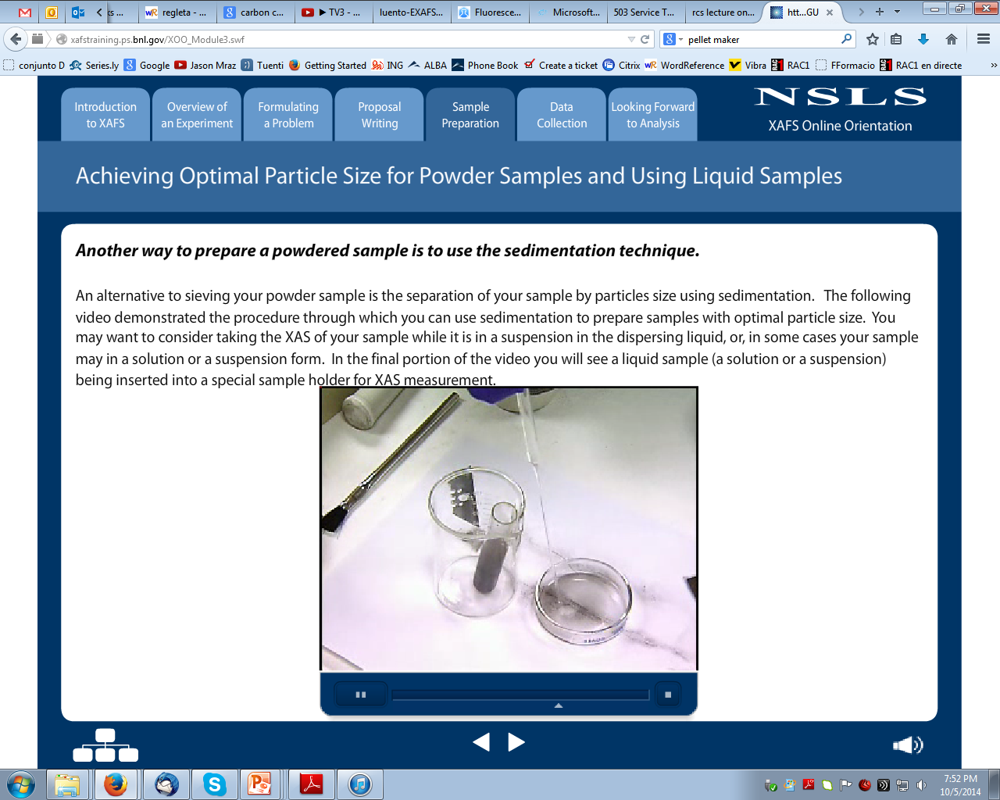 ks ...
regleta - ...
carbon c...
▶ TV3 - ...
luento-EXAFS...
Fluoresce...
Microsoft...
503 Service T...
rcs lecture on...
htt...GU
xafstraining.ps.bnl.gov/XOO_Module3.swf
pellet maker
conjunto D
Series.ly
Google
Jason Mraz
Tuenti
Getting Started
ING
ALBA
Phone Book
Create a ticket
Citrix
WordReference
Vibra
RAC1
FFormacio
RAC1 en directe
Introduction
to XAFS
Overview of
an Experiment
Formulating
a Problem
Proposal
Writing
Sample
Preparation
Data
Collection
Looking Forward
to Analysis
NSLS
XAFS Online Orientation
Achieving Optimal Particle Size for Powder Samples and Using Liquid Samples
Another way to prepare a powdered sample is to use the sedimentation technique.
An alternative to sieving your powder sample is the separation of your sample by particles size using sedimentation. The following
video demonstrated the procedure through which you can use sedimentation to prepare samples with optimal particle size. You
may want to consider taking the XAS of your sample while it is in a suspension in the dispersing liquid, or, in some cases your sample
may in a solution or a suspension form. In the final portion of the video you will see a liquid sample (a solution or a suspension)
being inserted into a special sample holder for XAS measurement.
7:52 PM
10/5/2014